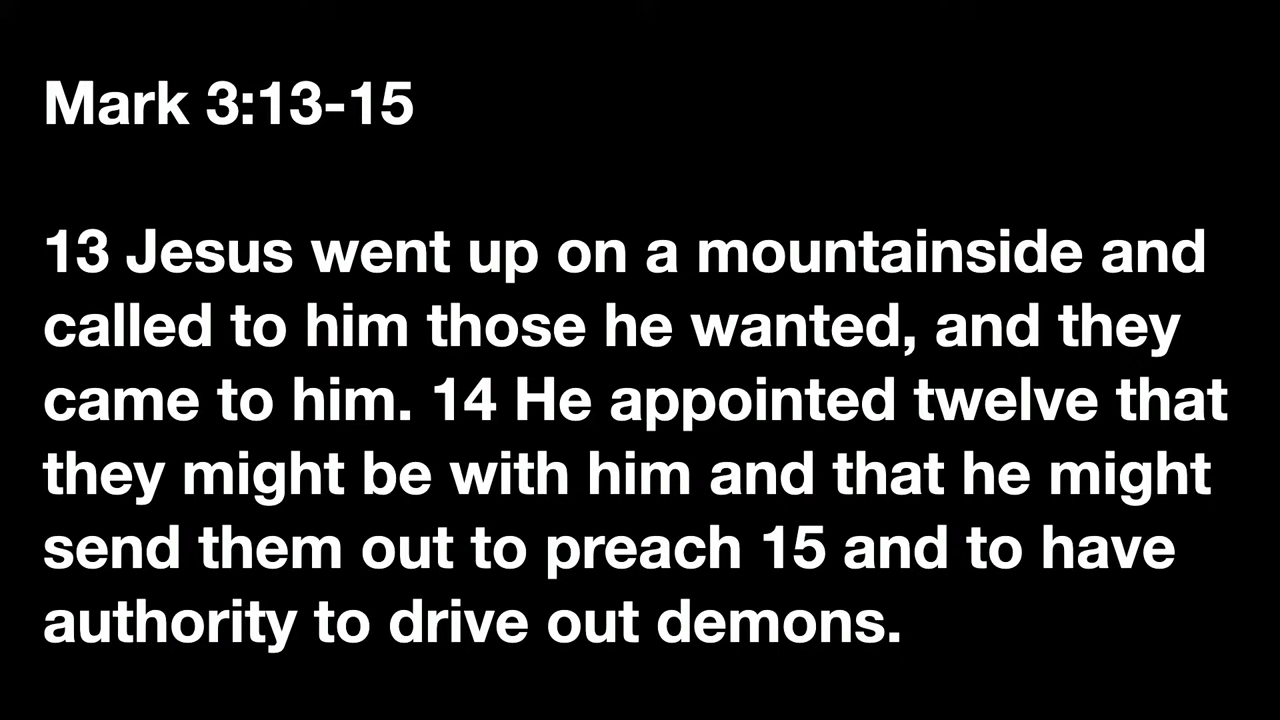 Mark 3:13-15
13 Jesus went up on a mountainside and
called to him those he wanted, and they
came to him. 14 He appointed twelve that
they might be with him and that he might
send them out to preach 15 and to have
authority to drive out demons.